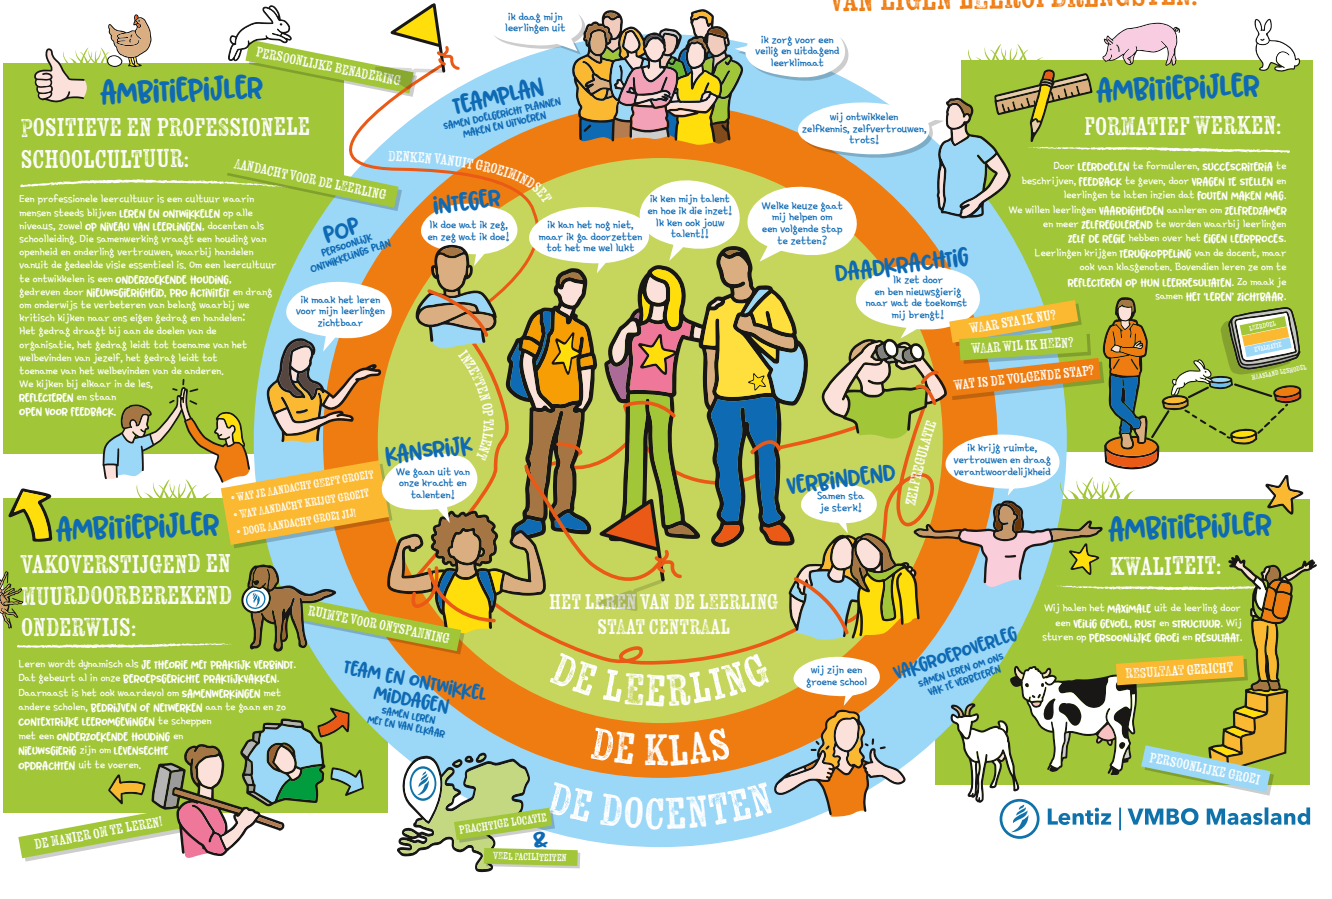 VAN EIGEN LEEROPBRENGSTEN.
ik daag mijn
leerlingen uit
ik zorg voor een
veilig en uitdagend
leerklimaat
wij ontwikkelen
zelfkennis, zelfvertrouwen,
trots!
PERSOONLIJKE BENADERING
AMBITIEPIJLER
POSITIEVE EN PROFESSIONELE
SCHOOLCULTUUR:
AANDACHT VOOR DE LEERLING
Een professionele leercultuur is een cultuur waarin
mensen steeds blijven LEREN EN ONTWIKKELEN op alle
niveaus, zowel OP NIVEAU VAN LEERLINGEN, docenten als
schoolleiding. Die samenwerking vraagt een houding van
openheid en onderling vertrouwen, waarbij handelen
vanuit de gedeelde visie essentieel is. Om een leercultuur
te ontwikkelen is een ONDERZOEKENDE HOUDING,
gedreven door NIEUWSGIERIGHEID, PRO ACTIVITEIT en drang
om onderwijs te verbeteren van belang waarbij we
kritisch kijken naar ons eigen gedrag en handelen.
Het gedrag draagt bij aan de doelen van de
organisatie, het gedrag leidt tot toename van het
welbevinden van jezelf, het gedrag leidt tot
toename van het welbevinden van de anderen.
We kijken bij elkaar in de les,
REFLECTEREN en staan
OPEN VOOR FEEDBACK.
TEAMPLAN
SAMEN DOELGERICHT PLANNEN
MAKEN EN UITVOEREN
DENKEN VANUIT GROEIMINDSET
POP
PERSOONLIJK
ONTWIKKELINGS PLAN
ik maak het leren
voor mijn leerlingen
zichtbaar
INTEGER
Ik doe wat ik zeg,
en zeg wat ik doe!
ik kan het nog niet,
maar ik ga doorzetten
tot het me wel lukt
ik ken mijn talent
en hoe ik die inzet!
Ik ken ook jouw
talent!!
Welke keuze gaat
mij helpen om
een volgende stap
te zetten?
DAADKRACHTIG
Ik zet door
en ben nieuwsgierig
naar wat de toekomst
mij brengt!
INZETTEN OP TALENT
KANSRIJK
We gaan uit van
onze kracht en
talenten!
VERBINDEND
Samen sta
je sterk!
ZELFREGULATIE
ik krijg ruimte,
vertrouwen en draag
verantwoordelijkheid
AMBITIEPIJLER
FORMATIEF WERKEN:
Door LEERDOELEN te formuleren, SUCCESCRITERIA te
beschrijven, FEEDBACK te geven, door VRAGEN TE STELLEN en
leerlingen te laten inzien dat FOUTEN MAKEN MAG.
We willen leerlingen VAARDIGHEDEN aanleren om ZELFREDZAMER
en meer ZELFREGULEREND te worden waarbij leerlingen
ZELF DE REGIE hebben over het EIGEN LEERPROCES.
Leerlingen krijgen TERUGKOPPELING van de docent, maar
ook van klasgenoten. Bovendien leren ze om te
REFLECTEREN OP HUN LEERRESULTATEN. Zo maak je
samen HET 'LEREN' ZICHTBAAR.
WAAR STA IK NU?
WAAR WIL IK HEEN?
WAT IS DE VOLGENDE STAP?
LEERDOEL
EVALUATIE
MAASLAND LEERMODEL
• WAT JE AANDACHT GEEFT GROEIT
• WAT AANDACHT KRIJGT GROEIT
• DOOR AANDACHT GROEI JIJ!
AMBITIEPIJLER
VAKOVERSTIJGEND EN
MUURDOORBEREKEND
ONDERWIJS:
Leren wordt dynamisch als JE THEORIE MET PRAKTIJK VERBINDT.
Dat gebeurt al in onze BEROEPSGERICHTE PRAKTIJKVAKKEN.
Daarnaast is het ook waardevol om SAMENWERKINGEN met
andere scholen, BEDRIJVEN OF NETWERKEN aan te gaan en zo
CONTEXTRIJKE LEEROMGEVINGEN te scheppen
met een ONDERZOEKENDE HOUDING en
NIEUWSGIERIG zijn om LEVENSECHTE
OPDRACHTEN uit te voeren.
DE MANIER OM TE LEREN!
RUIMTE VOOR ONTSPANNING
TEAM EN ONTWIKKEL
MIDDAGEN
SAMEN LEREN
MET EN VAN ELKAAR
PRACHTIGE LOCATIE
&
VEEL FACILITEITEN
HET LEREN VAN DE LEERLING
STAAT CENTRAAL
DE LEERLING
DE KLAS
DE DOCENTEN
wij zijn een
groene school
VAKGROEPOVERLEG
SAMEN LEREN OM ONS
VAK TE VERBETEREN
AMBITIEPIJLER
KWALITEIT:
Wij halen het MAXIMALE uit de leerling door
een VEILIG GEVOEL, RUST en STRUCTUUR. Wij
sturen op PERSOONLIJKE GROEI en RESULTAAT.
RESULTAAT GERICHT
PERSOONLIJKE GROEI
Lentiz | VMBO Maasland